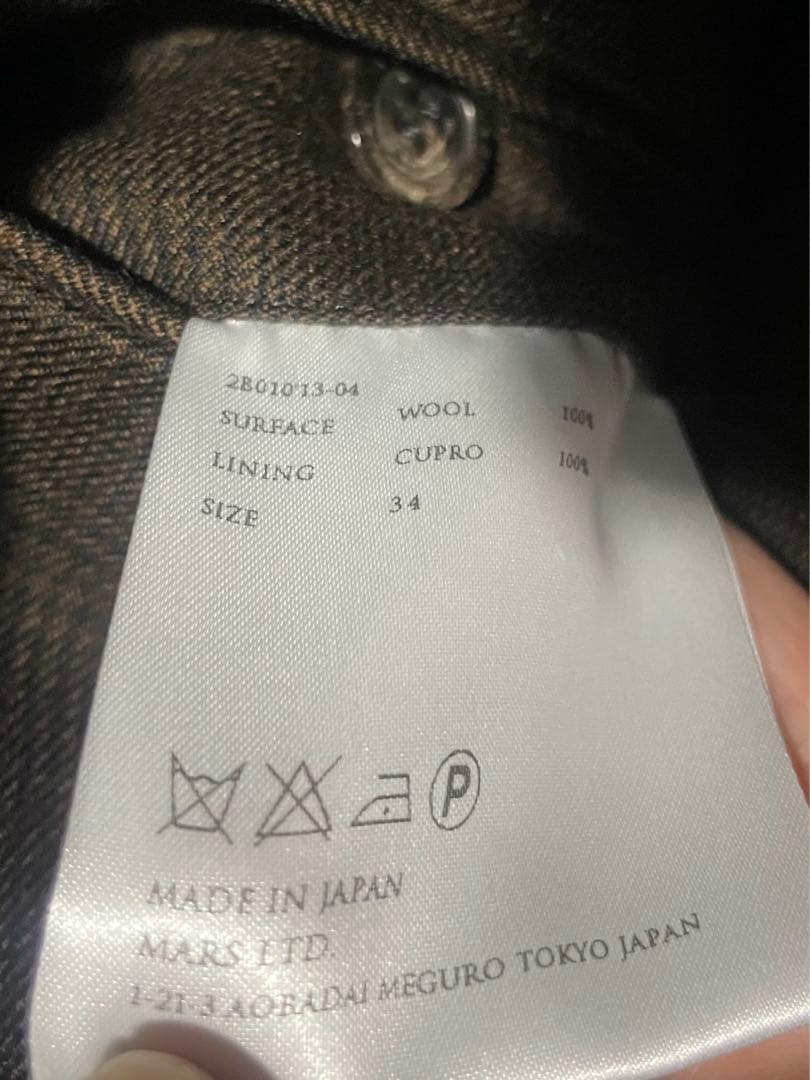 2B01013-04
SURFACE WOOL 100%
LINING CUPRO 100%
SIZE 34
P
MADE IN JAPAN
MARS LTD.
1-21-3 AOBADAI MEGURO TOKYO JAPAN